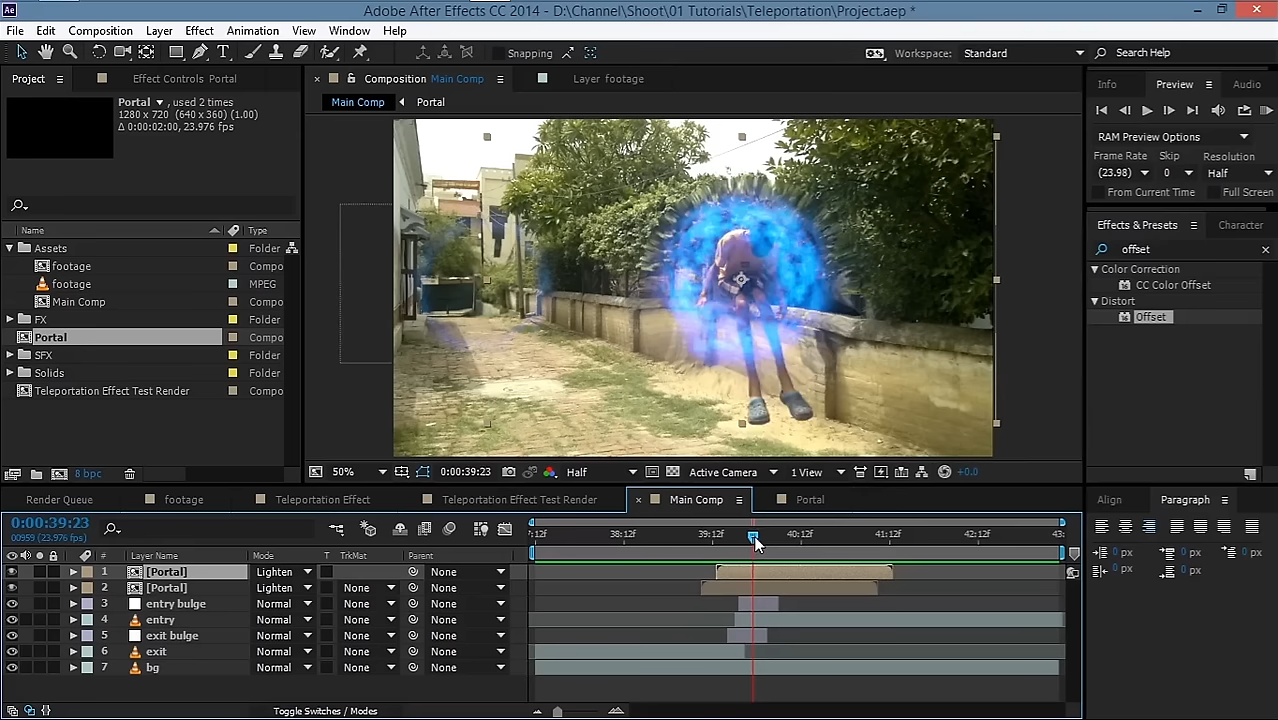 Adobe After Effects CC 2014 - D:\Channel\Shoot\01 Tutorials\Teleportation\Project.aep *
File Edit Composition Layer Effect Animation View Window Help
Snapping
Workspace: Standard
Search Help
Project
Effect Controls Portal
Composition Main Comp
Layer footage
Info Preview Audio
Portal , used 2 times
1280 x 720 (640 x 360) (1.00)
Δ 0:00:02:00, 23.976 fps
Main Comp Portal
RAM Preview Options
Frame Rate Skip Resolution
(23.98) 0 Half
From Current Time Full Screen
Effects & Presets Character
offset
Color Correction
CC Color Offset
Distort
Offset
Name Type
Assets Folder
footage Compo
footage MPEG
Main Comp Compo
FX Folder
Portal Compo
SFX Folder
Solids Folder
Teleportation Effect Test Render Compo
8 bpc
50% 0:00:39:23 Half Active Camera 1 View +0.0
Render Queue footage Teleportation Effect Teleportation Effect Test Render Main Comp Portal
Align Paragraph
0:00:39:23
00959 (23.976 fps)
:12f 38:12f 39:12f 40:12f 41:12f 42:12f 43:
# Layer Name Mode T TrkMat Parent
1 [Portal] Lighten None
2 [Portal] Lighten None None
3 entry bulge Normal None None
4 entry Normal None None
5 exit bulge Normal None None
6 exit Normal None None
7 bg Normal None None
0 px 0 px 0 px
0 px 0 px
Toggle Switches / Modes